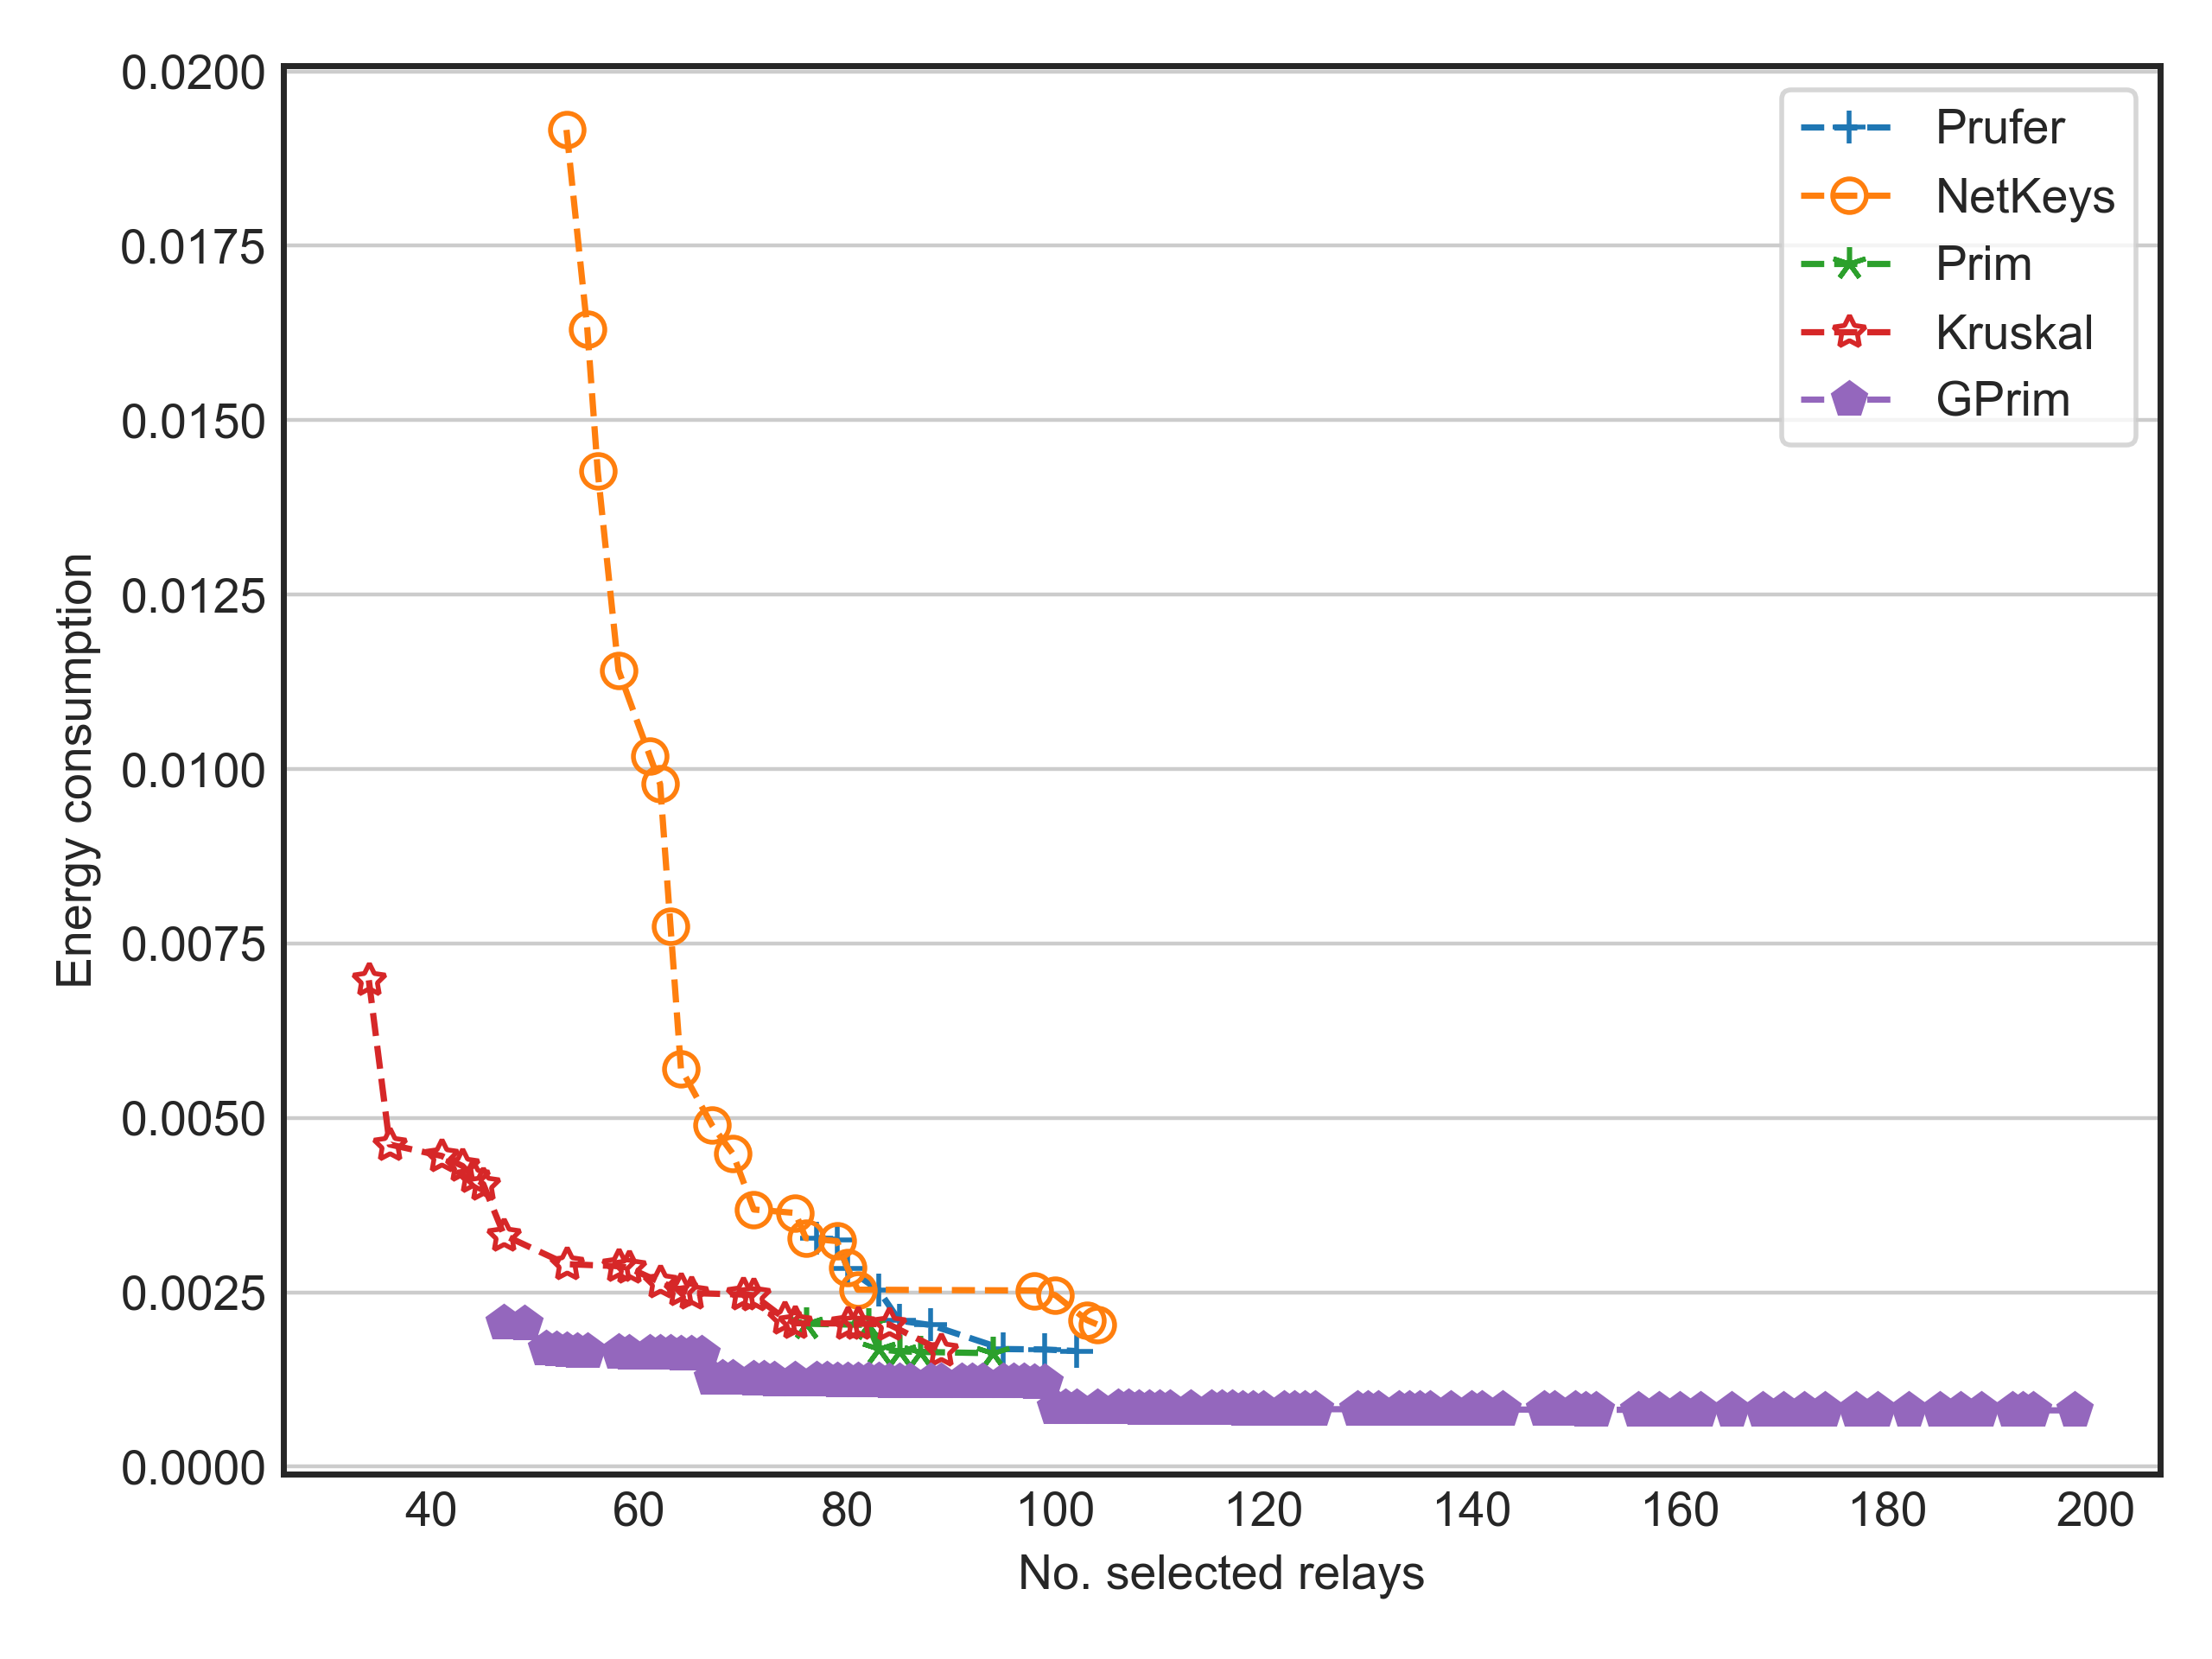 0.0200
0.0175
0.0150
0.0125
0.0100
0.0075
0.0050
0.0025
0.0000
Energy consumption
40 60 80 100 120 140 160 180 200
No. selected relays
Prufer
NetKeys
Prim
Kruskal
GPrim